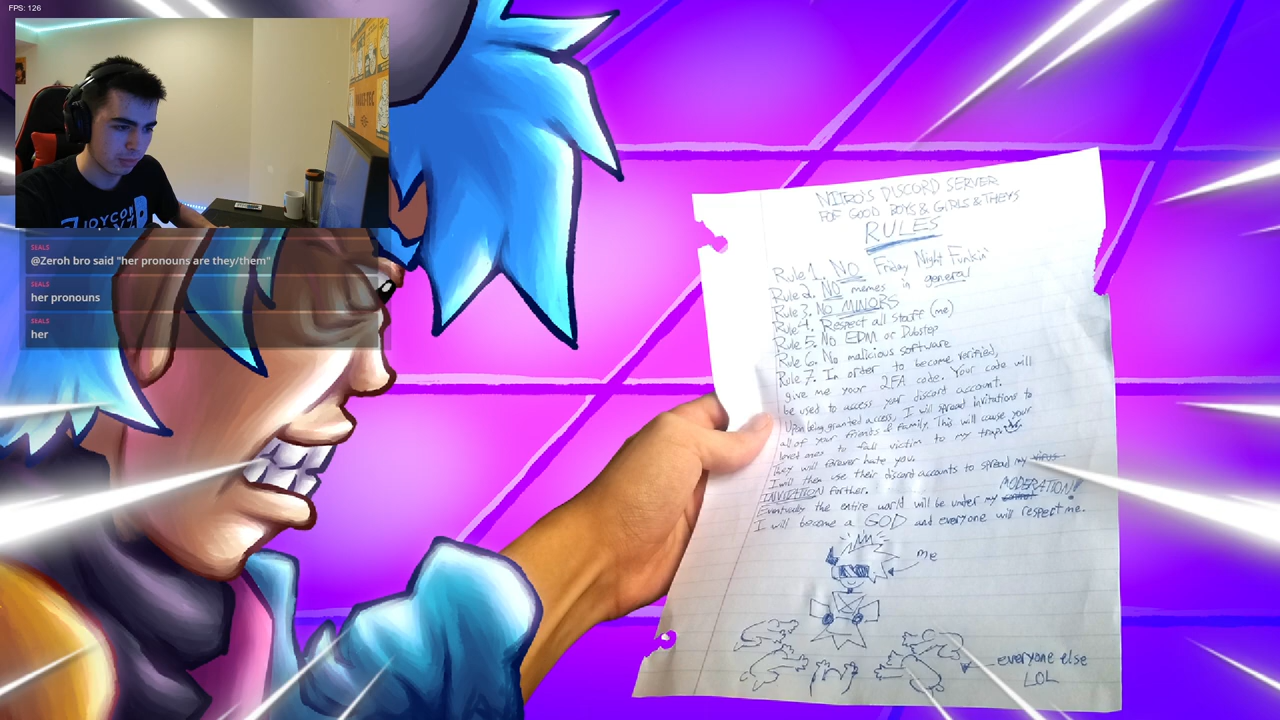 FPS: 126
SEALS
@Zeroh bro said "her pronouns are they/them"
SEALS
her pronouns
SEALS
her
JOYCON
NITRO'S DISCORD SERVER
FOR GOOD BOYS & GIRLS & THEYS
RULES
Rule 1. NO Friday Night Funkin'
Rule 2. NO memes in general
Rule 3. NO MINORS
Rule 4. Respect all staff (me)
Rule 5. NO EDM or Dubstep
Rule 6. No malicious software
Rule 7. In order to become verified,
give me your 2FA code. Your code will
be used to access your discord account.
Upon being granted access, I will spread invitations to
all of your friends & family. This will cause your
loved ones to fall victim to my trap
They will forever hate you.
I will then use their discord accounts to spread my virus
INVITATION further.
MODERATION!
Eventually the entire world will be under my control
I will become a GOD and everyone will respect me.
me
everyone else
LOL